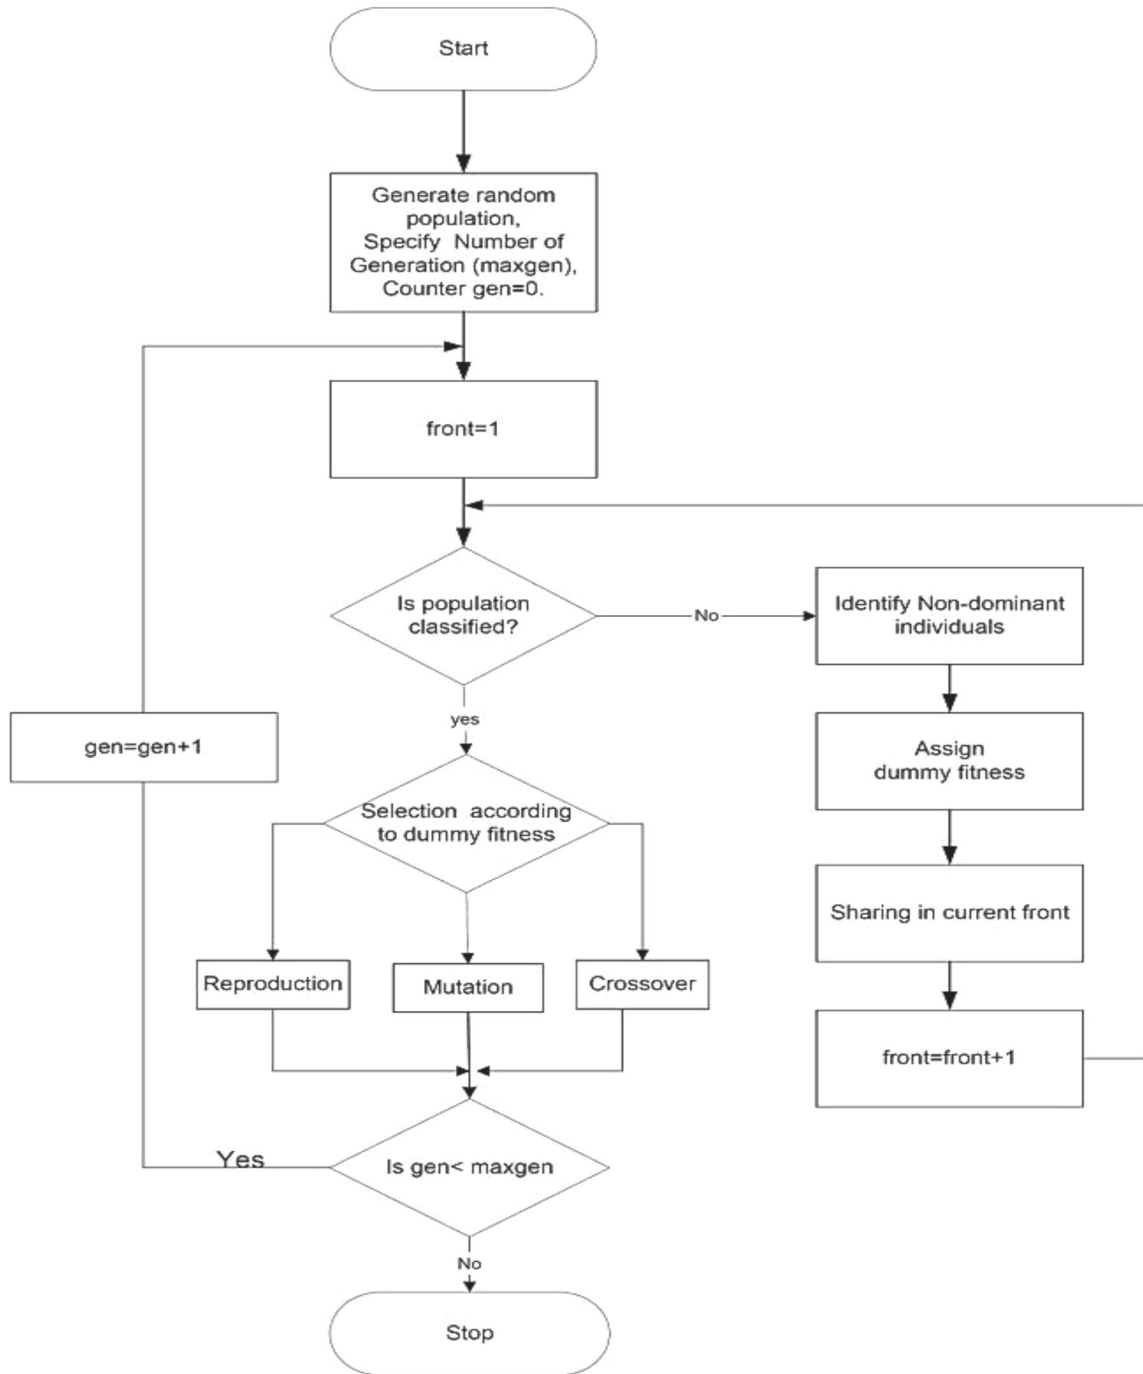 Start
Generate random
population,
Specify Number of
Generation (maxgen),
Counter gen=0.
front=1
Is population
classified?
No
Identify Non-dominant
individuals
yes
gen=gen+1
Assign
dummy fitness
Selection according
to dummy fitness
Sharing in current front
Reproduction
Mutation
Crossover
front=front+1
Yes
Is gen< maxgen
No
Stop